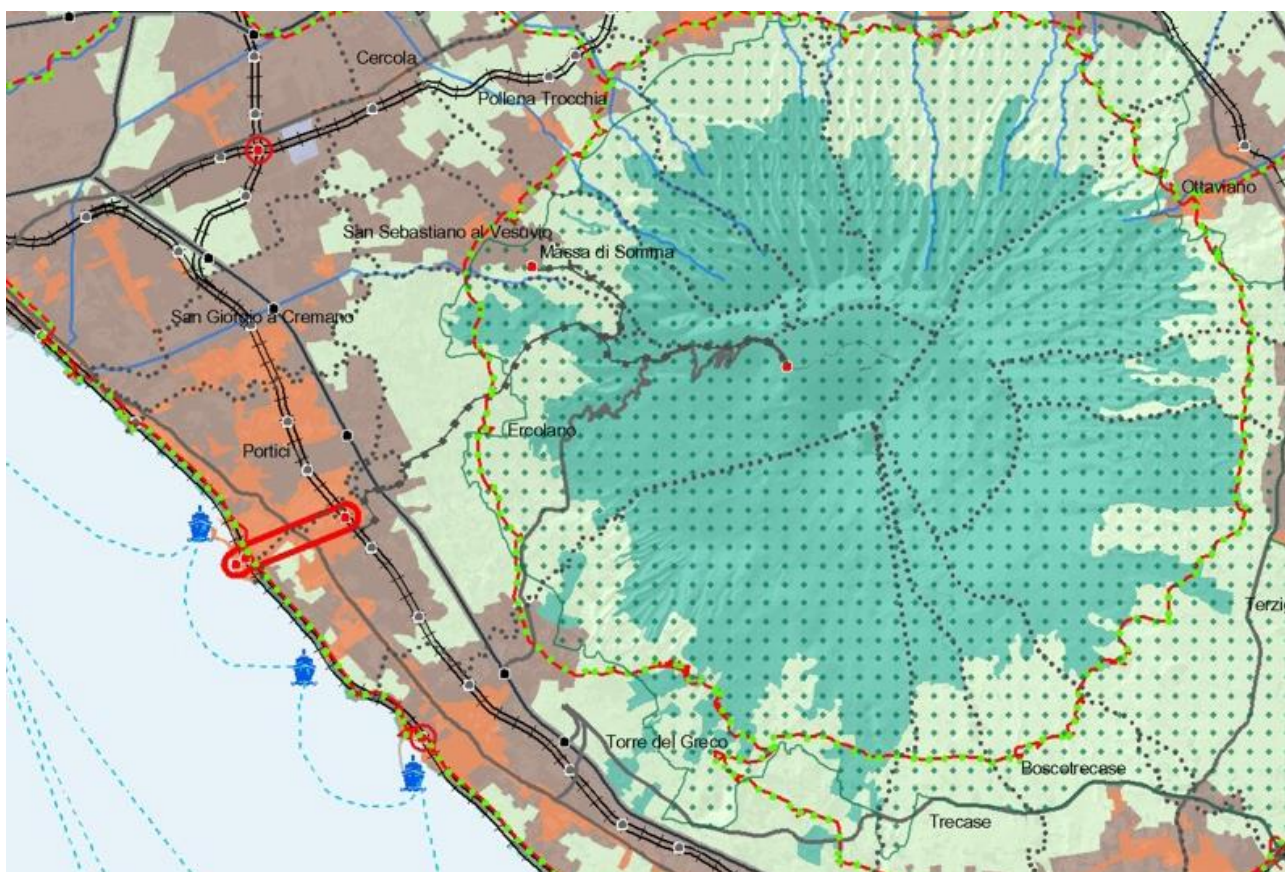 Cercola
Pollena Trocchia
Ottaviano
San Sebastiano al Vesuvio
Massa di Somma
San Giorgio a Cremano
Ercolano
Portici
Terzig
Torre del Greco
Boscotrecase
Trecase